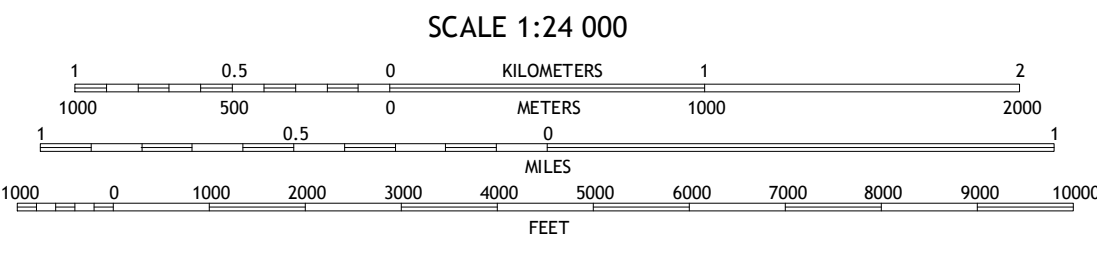 SCALE 1:24 000
1 0.5 0 KILOMETERS 1 2
1000 500 0 METERS 1000 2000
1 0.5 0 1
MILES
1000 0 1000 2000 3000 4000 5000 6000 7000 8000 9000 10000
FEET